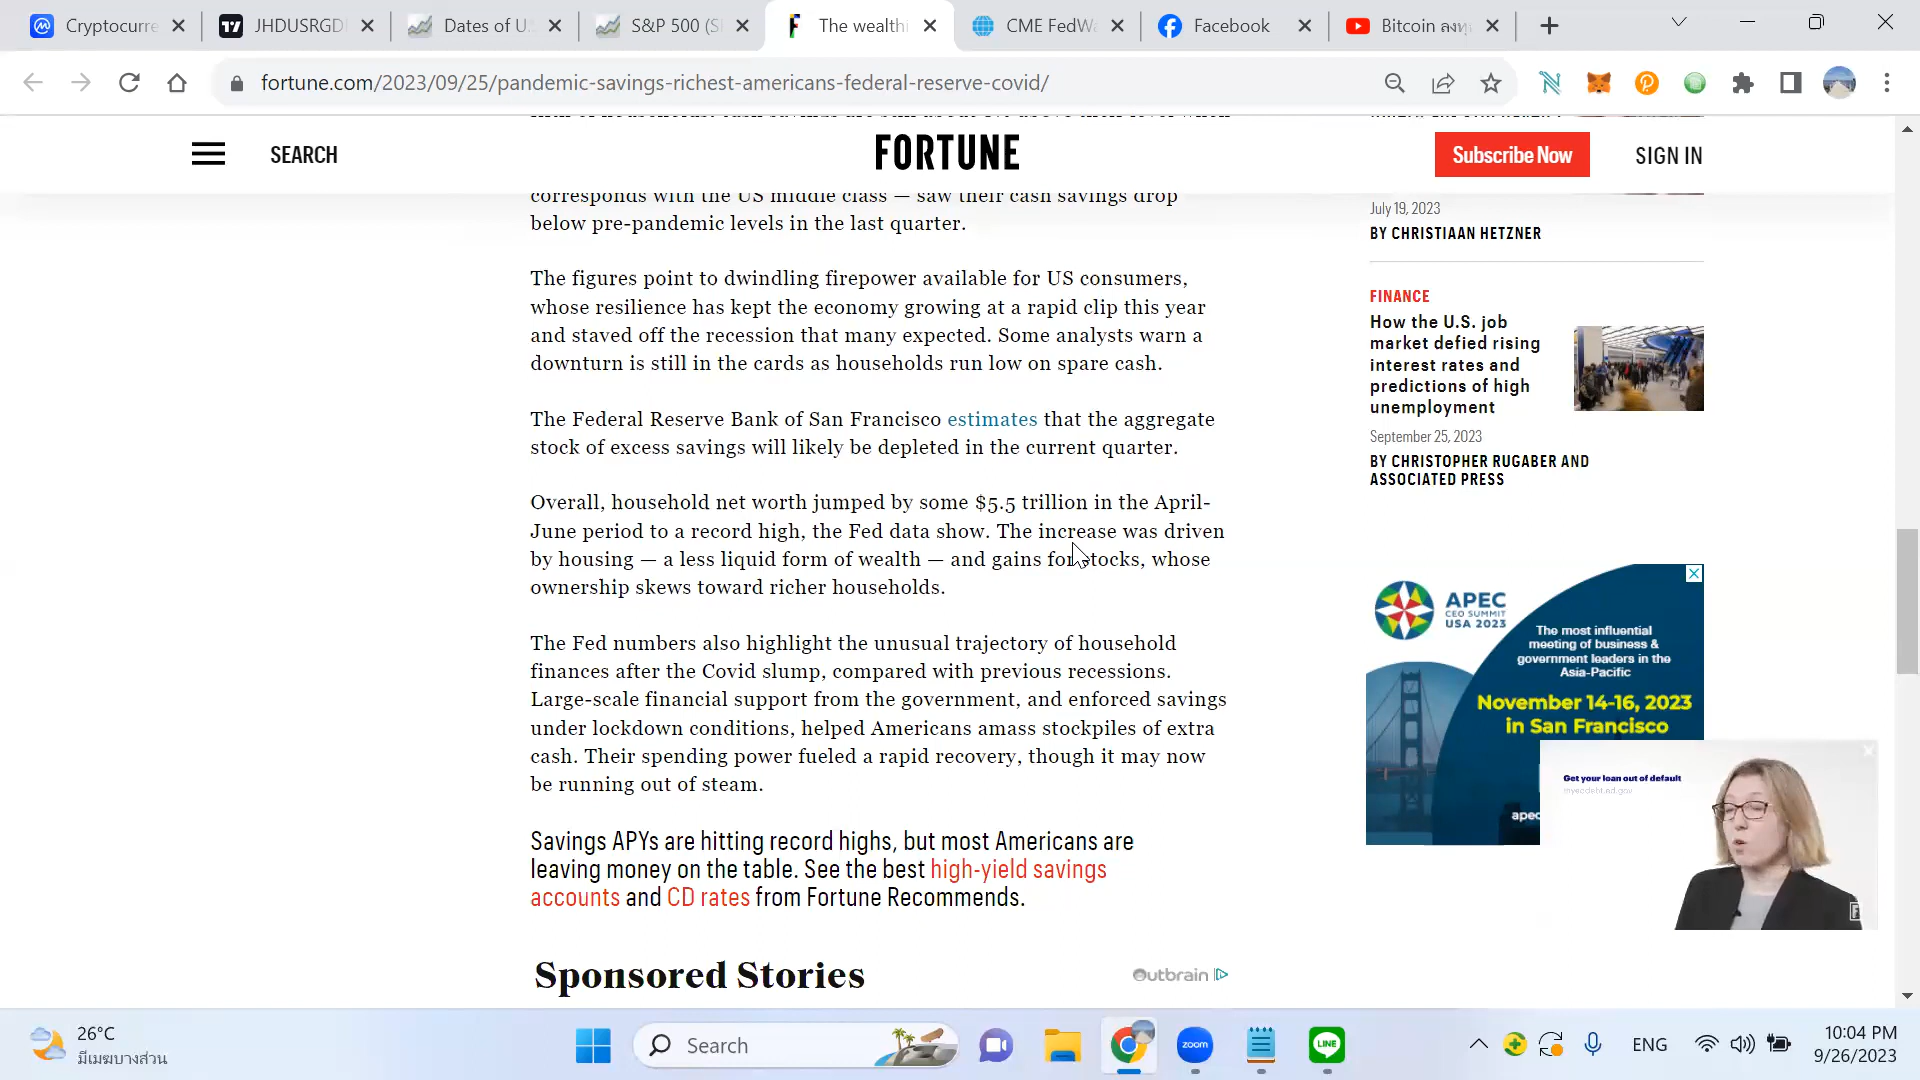 Cryptocurre
JHDUSRGD
Dates of U.
S&P 500 (S
The wealthi
CME FedWa
Facebook
Bitcoin ลงทุ
fortune.com/2023/09/25/pandemic-savings-richest-americans-federal-reserve-covid/
SEARCH
FORTUNE
Subscribe Now
SIGN IN
corresponds with the US middle class — saw their cash savings drop
below pre-pandemic levels in the last quarter.
The figures point to dwindling firepower available for US consumers,
whose resilience has kept the economy growing at a rapid clip this year
and staved off the recession that many expected. Some analysts warn a
downturn is still in the cards as households run low on spare cash.
The Federal Reserve Bank of San Francisco estimates that the aggregate
stock of excess savings will likely be depleted in the current quarter.
Overall, household net worth jumped by some $5.5 trillion in the April-
June period to a record high, the Fed data show. The increase was driven
by housing — a less liquid form of wealth — and gains for stocks, whose
ownership skews toward richer households.
The Fed numbers also highlight the unusual trajectory of household
finances after the Covid slump, compared with previous recessions.
Large-scale financial support from the government, and enforced savings
under lockdown conditions, helped Americans amass stockpiles of extra
cash. Their spending power fueled a rapid recovery, though it may now
be running out of steam.
Savings APYs are hitting record highs, but most Americans are
leaving money on the table. See the best high-yield savings
accounts and CD rates from Fortune Recommends.
Sponsored Stories
Outbrain
July 19, 2023
BY CHRISTIAAN HETZNER
FINANCE
How the U.S. job
market defied rising
interest rates and
predictions of high
unemployment
September 25, 2023
BY CHRISTOPHER RUGABER AND
ASSOCIATED PRESS
APEC
CEO SUMMIT
USA 2023
The most influential
meeting of business &
government leaders in the
Asia-Pacific
November 14-16, 2023
in San Francisco
apec
Get your loan out of default
myeddebt.ed.gov
26°C
มีเมฆบางส่วน
Search
zoom
LINE
ENG
10:04 PM
9/26/2023